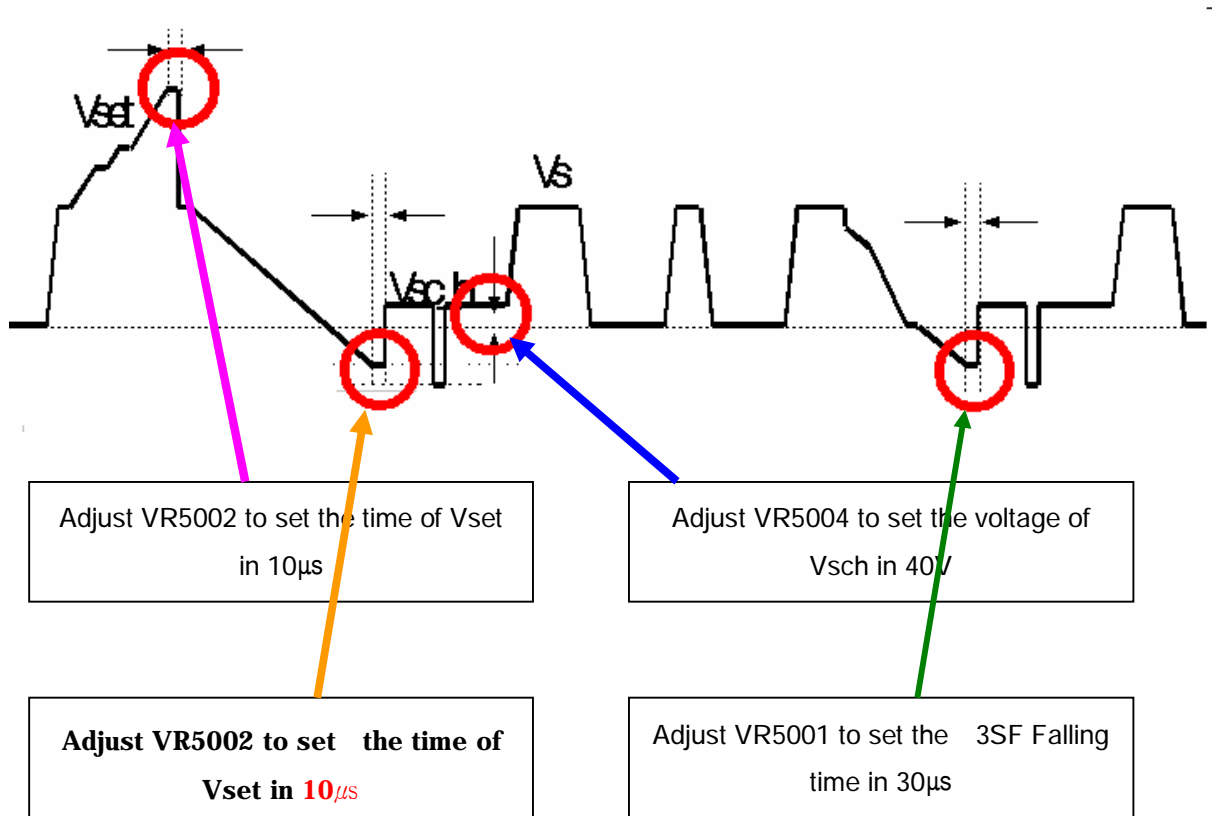 Vset
Vs
Vsc_h
Adjust VR5002 to set the time of Vset
in 10μs
Adjust VR5004 to set the voltage of
Vsch in 40V
Adjust VR5002 to set the time of
Vset in 10μs
Adjust VR5001 to set the 3SF Falling
time in 30μs